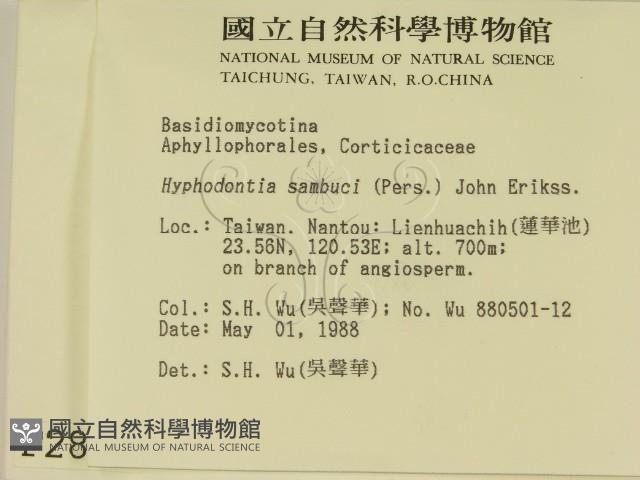 國立自然科學博物館
NATIONAL MUSEUM OF NATURAL SCIENCE
TAICHUNG, TAIWAN, R.O.CHINA
Basidiomycotina
Aphyllophorales, Corticicaceae
Hyphodontia sambuci (Pers.) John Erikss.
Loc.: Taiwan. Nantou: Lienhuachih(蓮華池)
23.56N, 120.53E; alt. 700m;
on branch of angiosperm.
Col.: S.H. Wu(吳聲華); No. Wu 880501-12
Date: May 01, 1988
Det.: S.H. Wu(吳聲華)
國立自然科學博物館
NATIONAL MUSEUM OF NATURAL SCIENCE
28